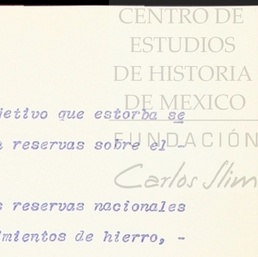 CENTRO DE
ESTUDIOS
DE HISTORIA
DE MEXICO
FUNDACIÓN
Carlos Slim
jetivo que estorba se
reservas sobre el -
reservas nacionales
imientos de hierro, -